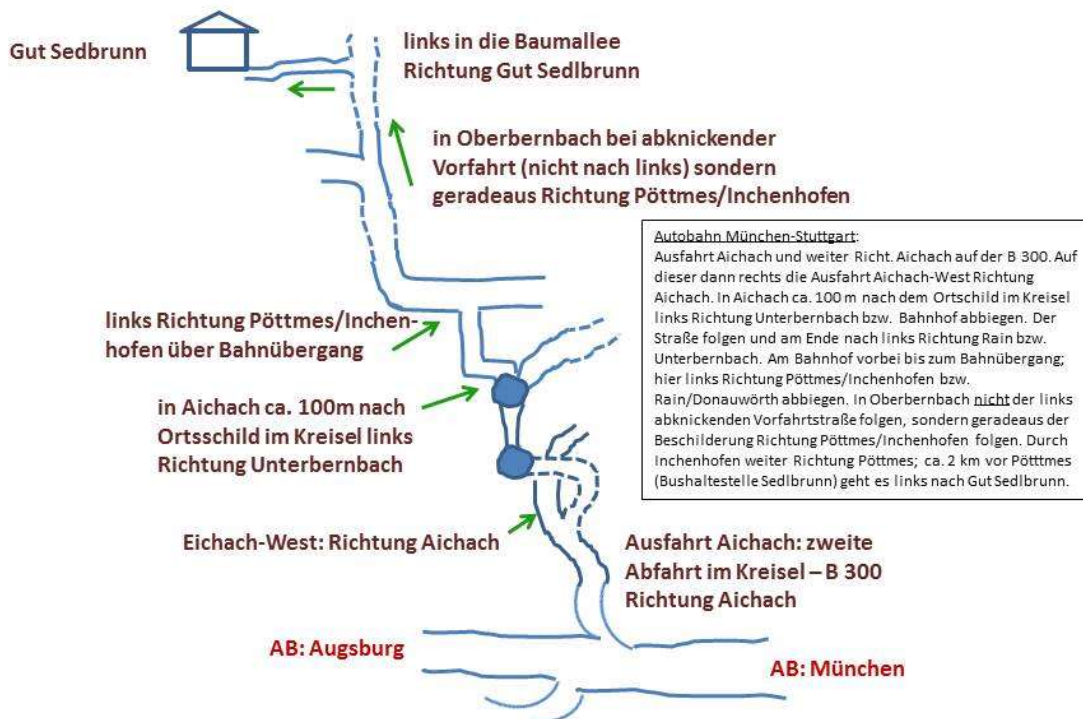 Gut Sedbrunn
links in die Baumallee
Richtung Gut Sedlbrunn
in Oberbernbach bei abknickender
Vorfahrt (nicht nach links) sondern
geradeaus Richtung Pöttmes/Inchenhofen
Autobahn München-Stuttgart:
Ausfahrt Aichach und weiter Richt. Aichach auf der B 300. Auf
dieser dann rechts die Ausfahrt Aichach-West Richtung
Aichach. In Aichach ca. 100 m nach dem Ortschild im Kreisel
links Richtung Unterbernbach bzw. Bahnhof abbiegen. Der
Straße folgen und am Ende nach links Richtung Rain bzw.
Unterbernbach. Am Bahnhof vorbei bis zum Bahnübergang;
hier links Richtung Pöttmes/Inchenhofen bzw.
Rain/Donauwörth abbiegen. In Oberbernbach nicht der links
abknickenden Vorfahrtstraße folgen, sondern geradeaus der
Beschilderung Richtung Pöttmes/Inchenhofen folgen. Durch
Inchenhofen weiter Richtung Pöttmes; ca. 2 km vor Pötttmes
(Bushaltestelle Sedlbrunn) geht es links nach Gut Sedlbrunn.
links Richtung Pöttmes/Inchen-
hofen über Bahnübergang
in Aichach ca. 100m nach
Ortsschild im Kreisel links
Richtung Unterbernbach
Eichach-West: Richtung Aichach
Ausfahrt Aichach: zweite
Abfahrt im Kreisel – B 300
Richtung Aichach
AB: Augsburg
AB: München